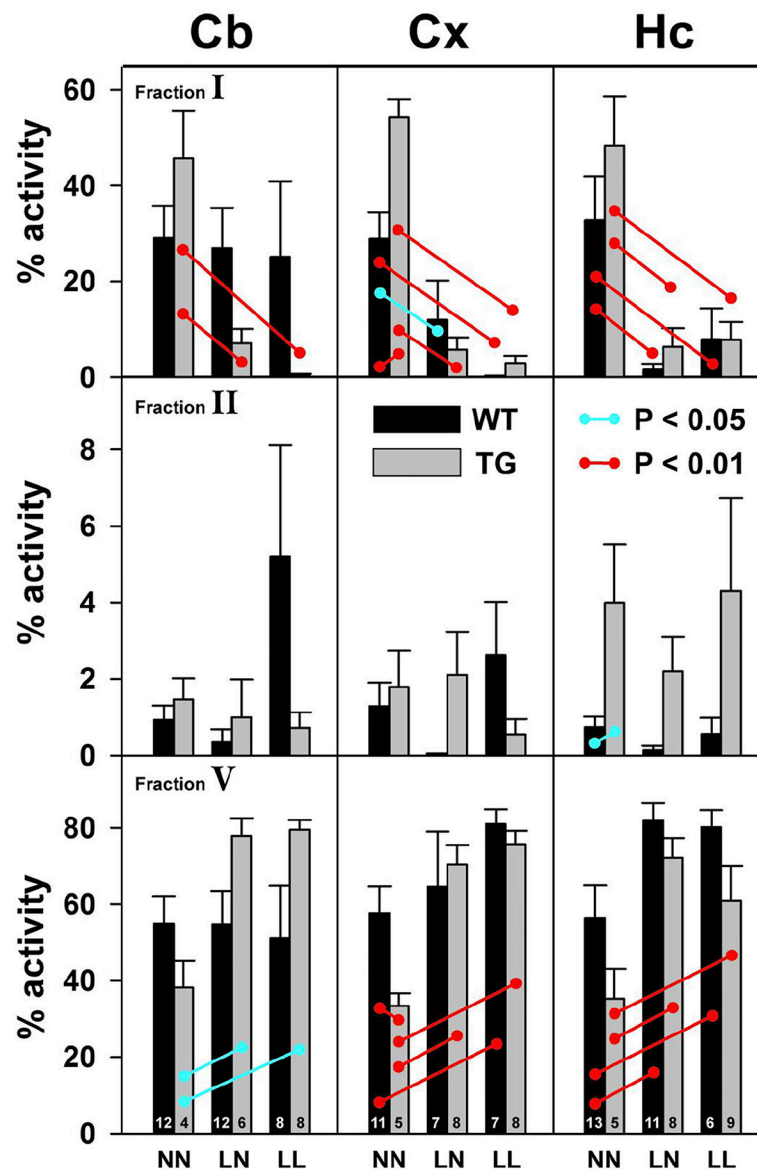 Cb Cx Hc
Fraction I
60
40
20
0
% activity
Fraction II
WT P < 0.05
TG P < 0.01
8
6
4
2
0
% activity
Fraction V
80
60
40
20
0
% activity
12 4 12 6 8 8 11 5 7 8 7 8 13 5 11 8 6 9
NN LN LL NN LN LL NN LN LL